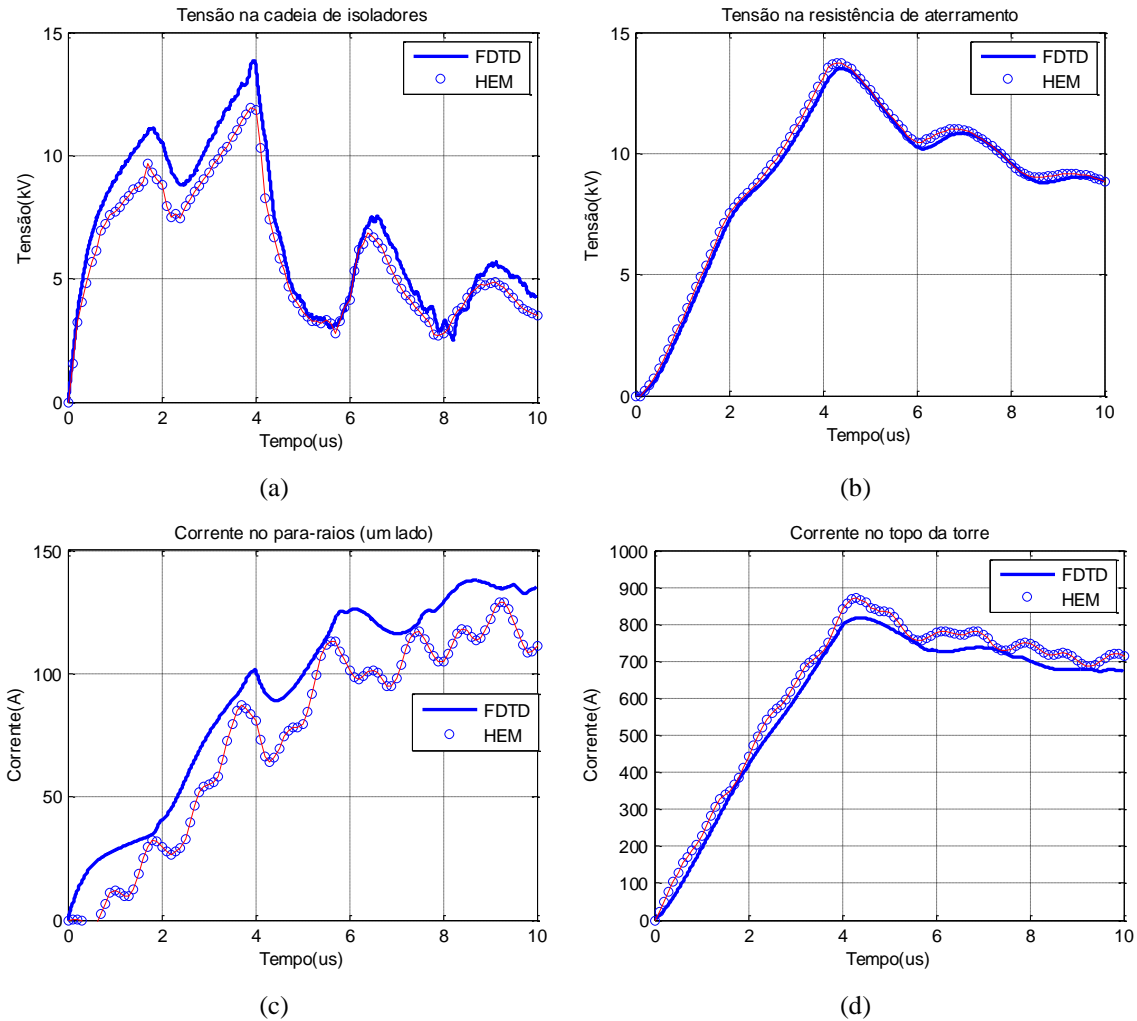 Tensão na cadeia de isoladores
15
10
5
0
Tensão(kV)
FDTD
HEM
0 2 4 6 8 10
Tempo(us)
(a)
Tensão na resistência de aterramento
15
10
5
0
Tensão(kV)
FDTD
HEM
0 2 4 6 8 10
Tempo(us)
(b)
Corrente no para-raios (um lado)
150
100
50
0
Corrente(A)
FDTD
HEM
0 2 4 6 8 10
Tempo(us)
(c)
Corrente no topo da torre
1000
900
800
700
600
500
400
300
200
100
0
Corrente(A)
FDTD
HEM
0 2 4 6 8 10
Tempo(us)
(d)